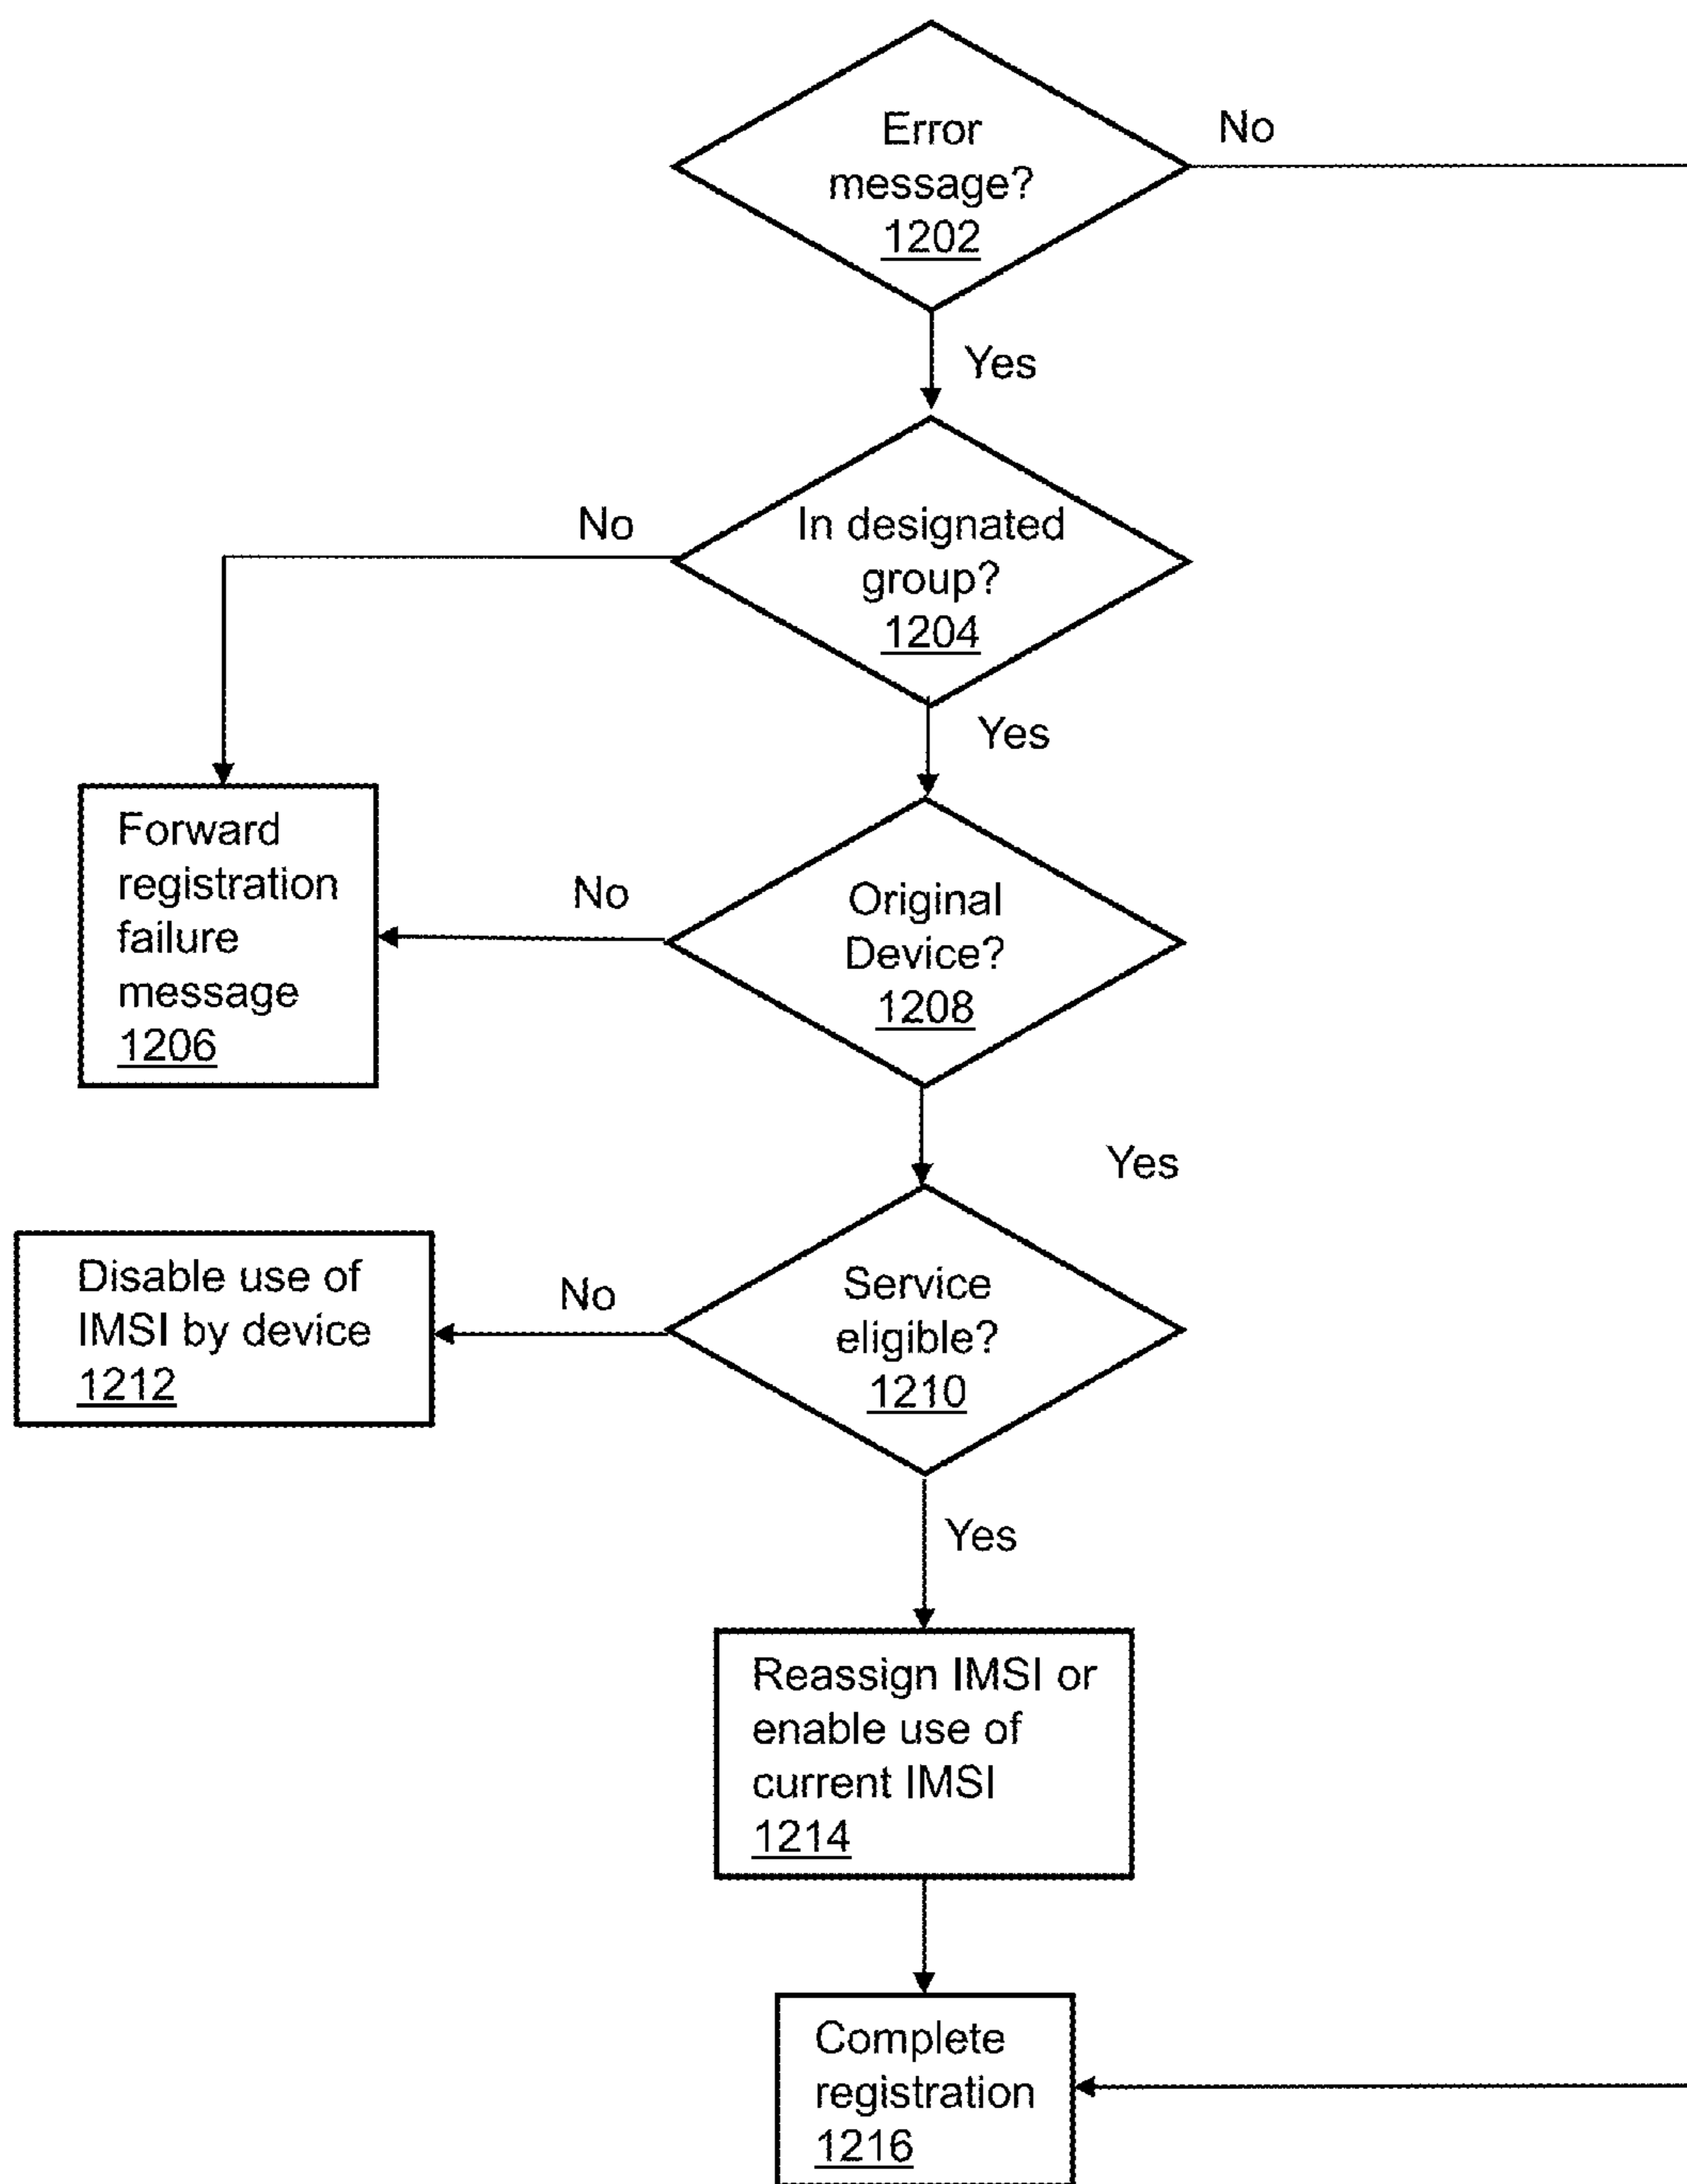 Error
message?
1202
No
Yes
In designated
group?
1204
No
Yes
Forward
registration
failure
message
1206
No
Original
Device?
1208
Yes
Disable use of
IMSI by device
1212
No
Service
eligible?
1210
Yes
Reassign IMSI or
enable use of
current IMSI
1214
Complete
registration
1216